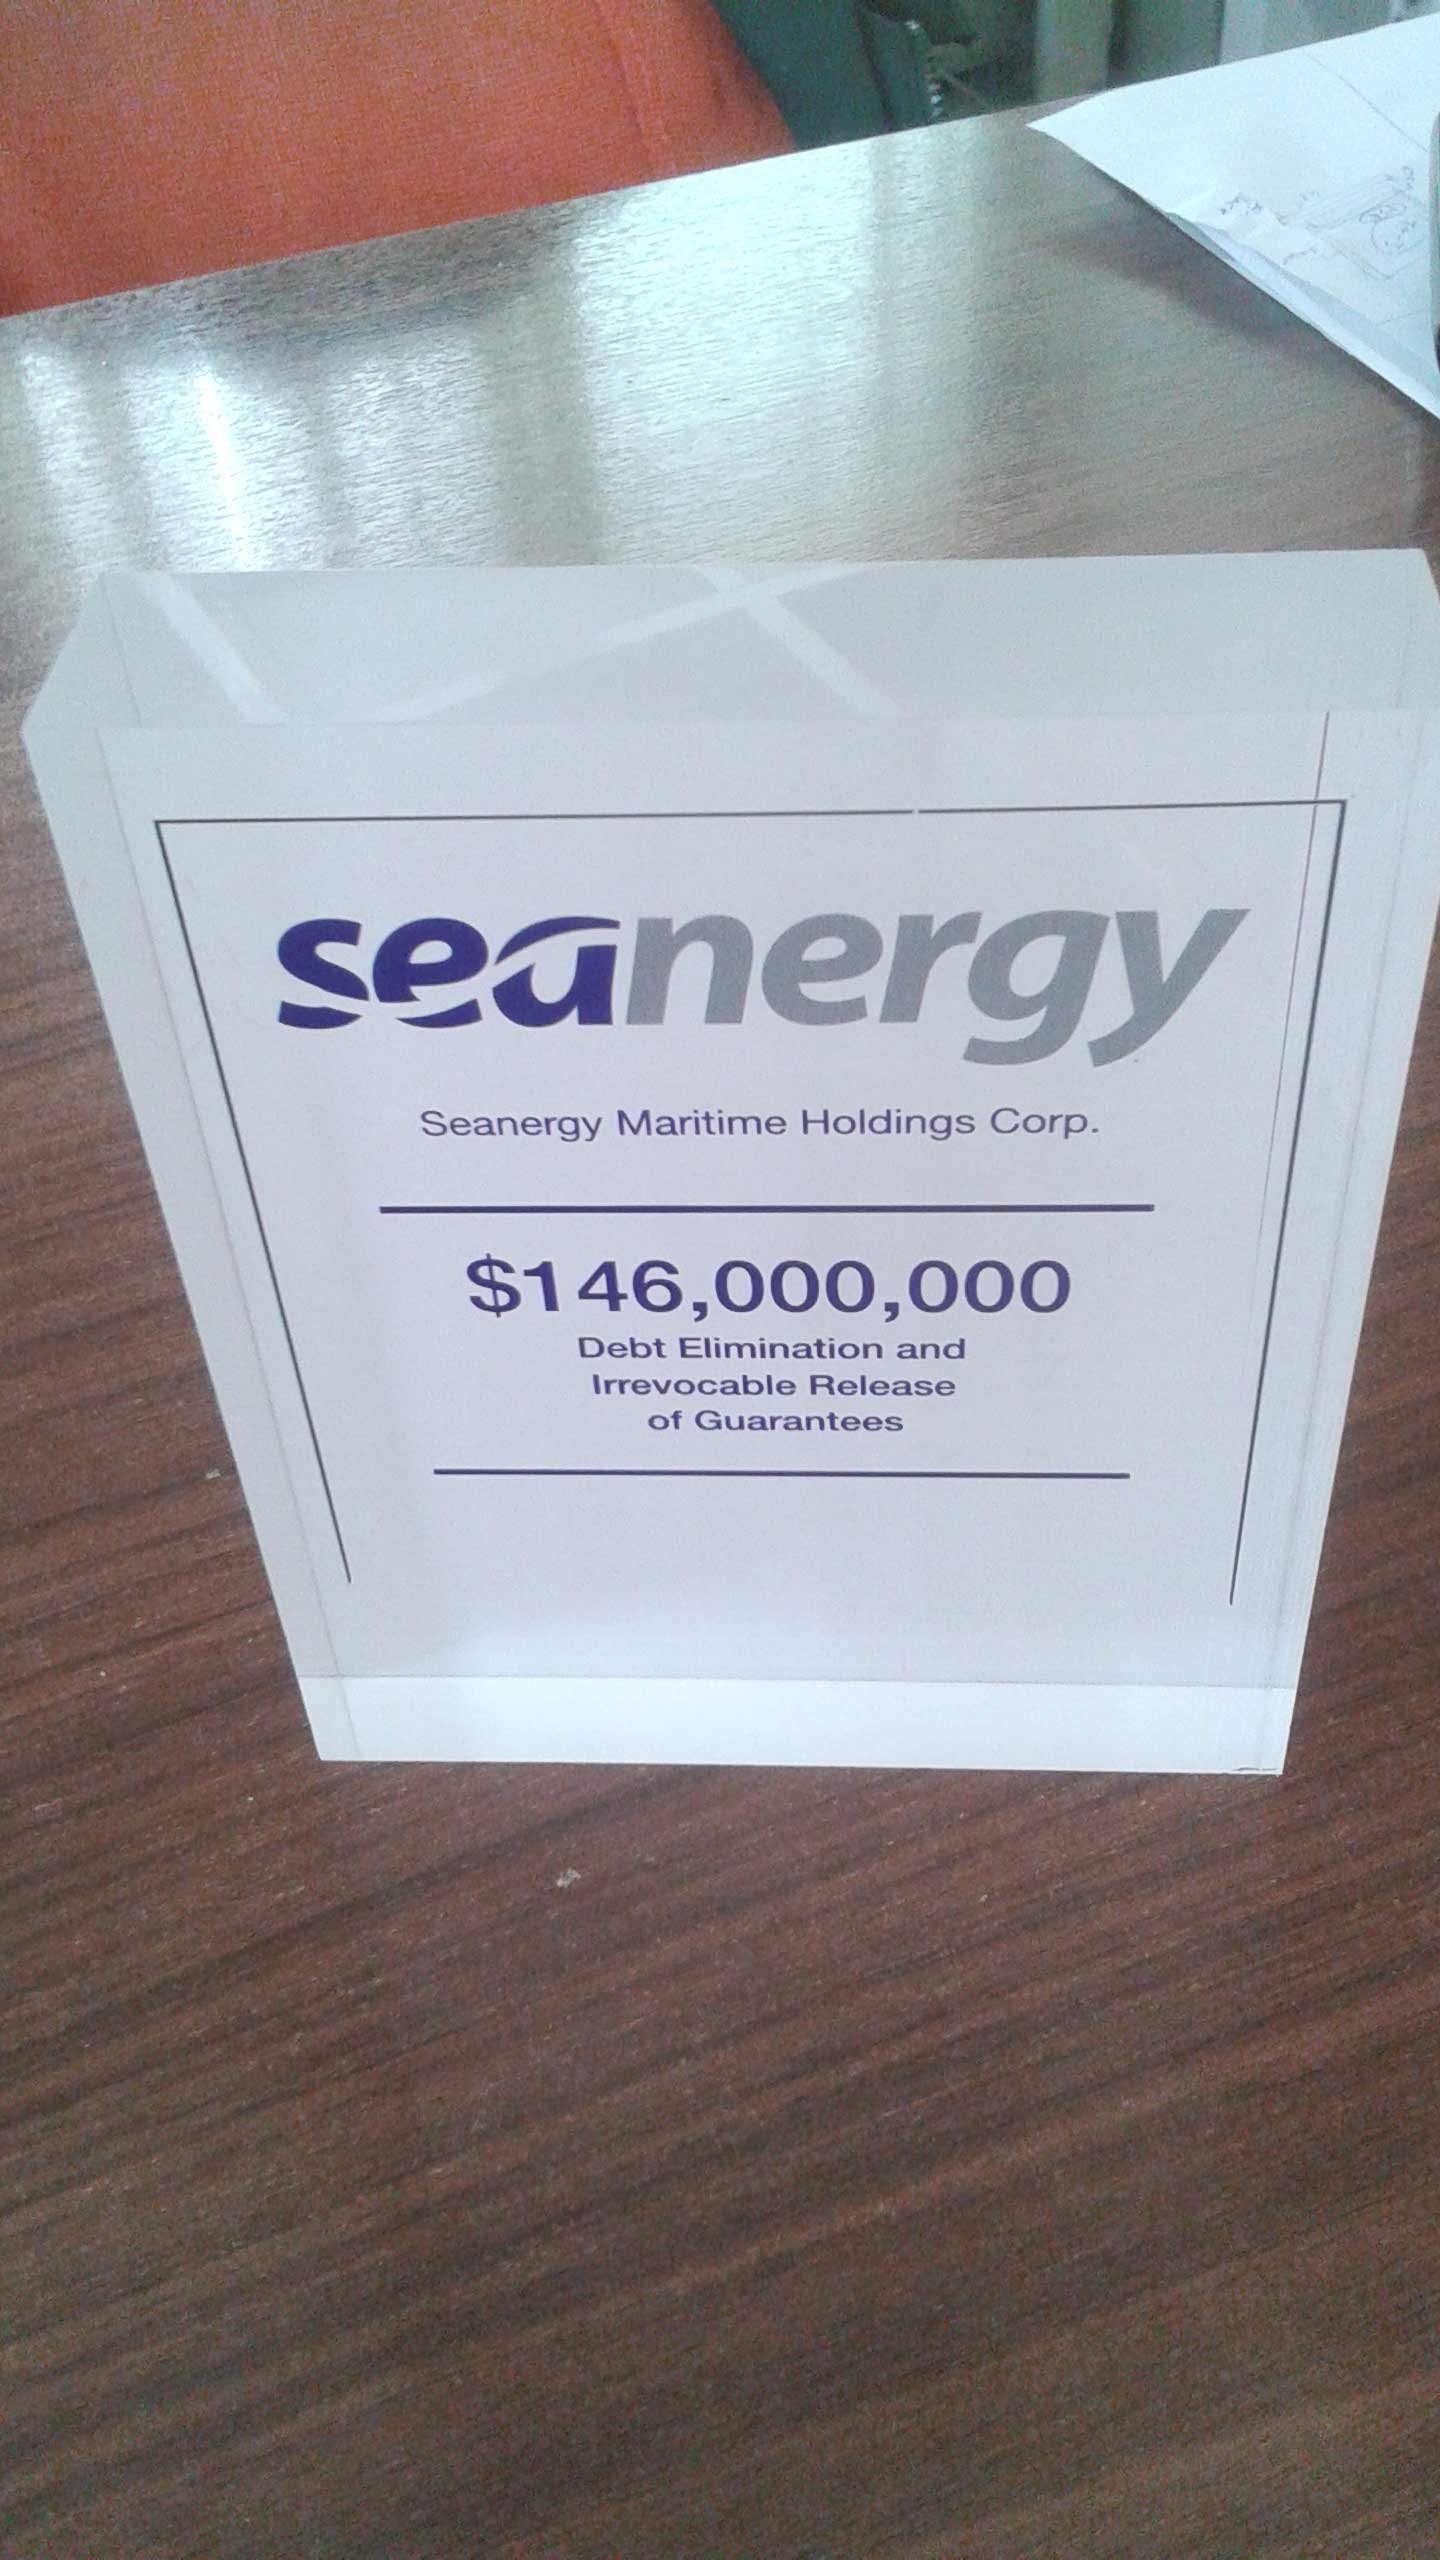 seanergy
Seanergy Maritime Holdings Corp.
$146,000,000
Debt Elimination and
Irrevocable Release
of Guarantees